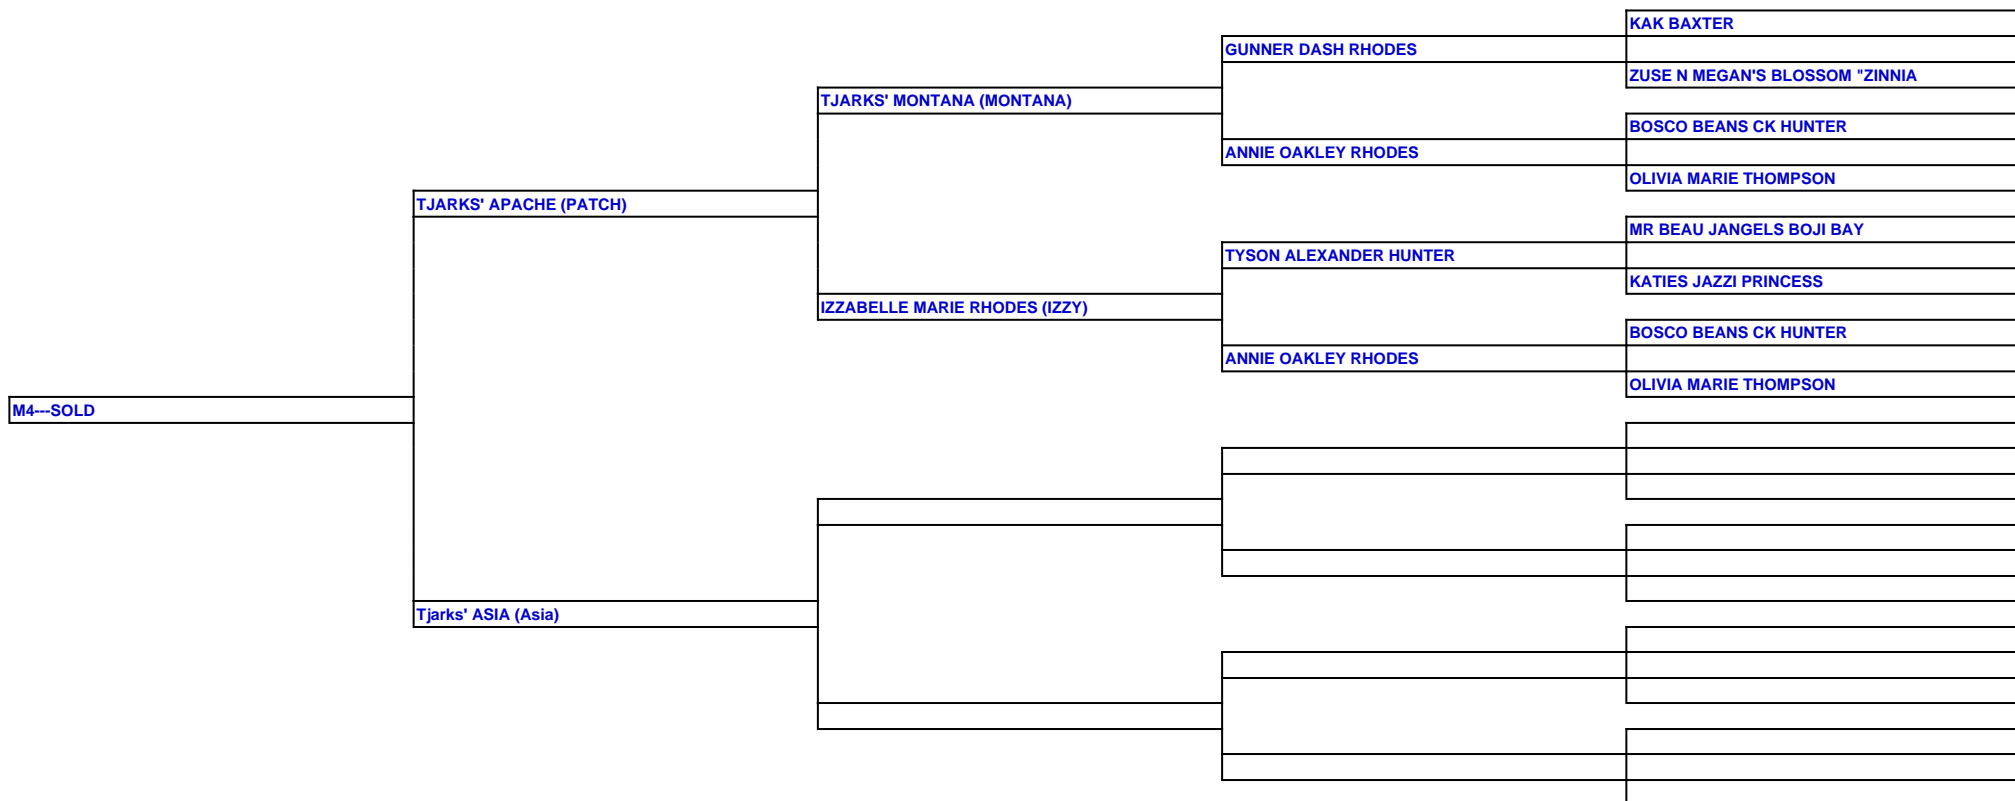 KAK BAXTER
GUNNER DASH RHODES
ZUSE N MEGAN'S BLOSSOM "ZINNIA
TJARKS' MONTANA (MONTANA)
BOSCO BEANS CK HUNTER
ANNIE OAKLEY RHODES
OLIVIA MARIE THOMPSON
TJARKS' APACHE (PATCH)
MR BEAU JANGELS BOJI BAY
TYSON ALEXANDER HUNTER
KATIES JAZZI PRINCESS
IZZABELLE MARIE RHODES (IZZY)
BOSCO BEANS CK HUNTER
ANNIE OAKLEY RHODES
OLIVIA MARIE THOMPSON
M4---SOLD
Tjarks' ASIA (Asia)